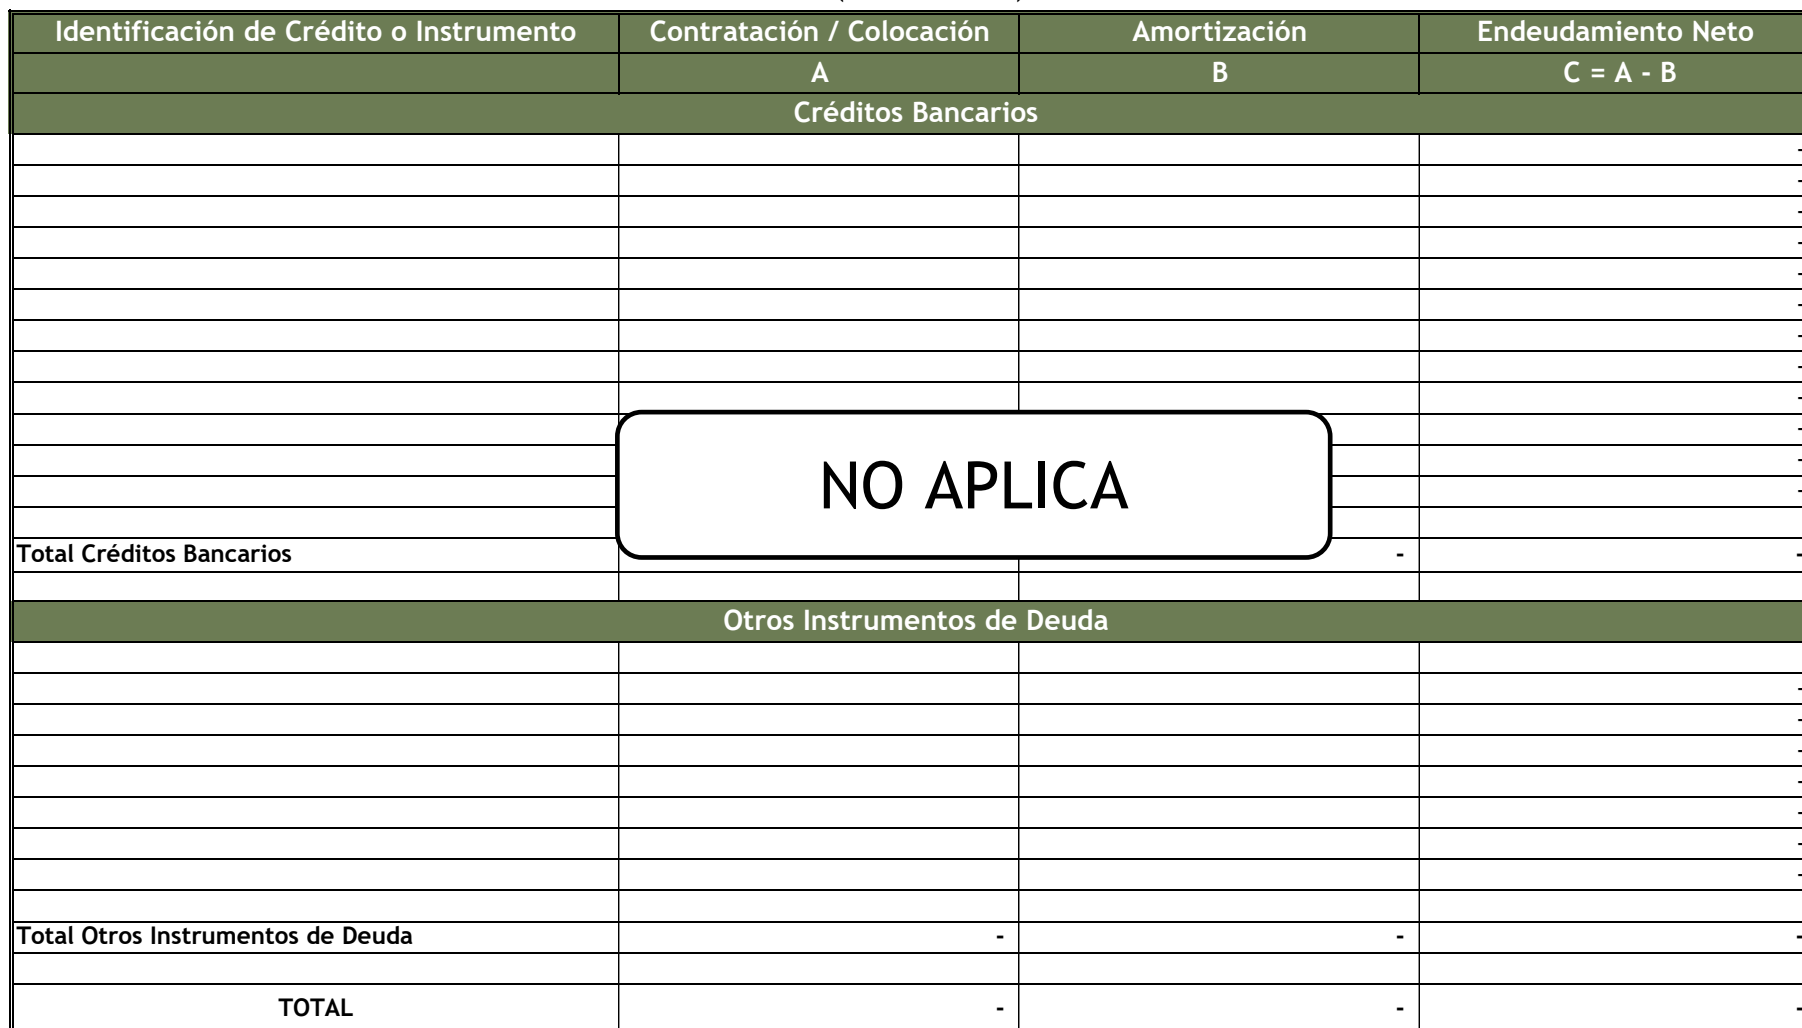 Identificación de Crédito o Instrumento Contratación / Colocación Amortización Endeudamiento Neto
A B C = A - B
Créditos Bancarios
-
-
-
-
-
-
-
-
-
-
-
-
NO APLICA
Total Créditos Bancarios - -
Otros Instrumentos de Deuda
-
-
-
-
-
-
-
Total Otros Instrumentos de Deuda - - -
TOTAL - - -